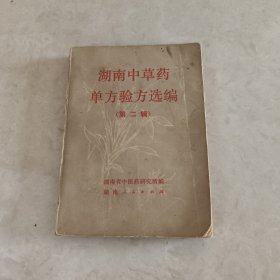 湖南中草药
单方验方选编
(第二辑)
湖南省中医药研究所编
湖南人民出版社